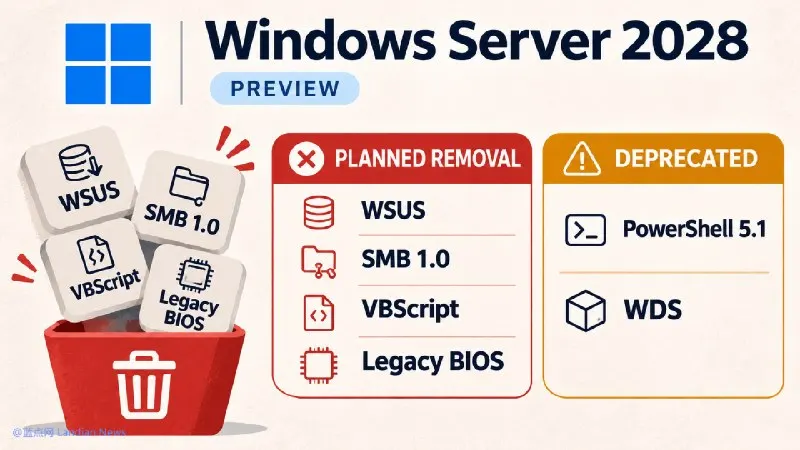 Windows Server 2028
PREVIEW
WSUS
SMB 1.0
VBScript
Legacy
BIOS
PLANNED REMOVAL
WSUS
SMB 1.0
VBScript
Legacy BIOS
DEPRECATED
PowerShell 5.1
WDS
@蓝点网 Landian News